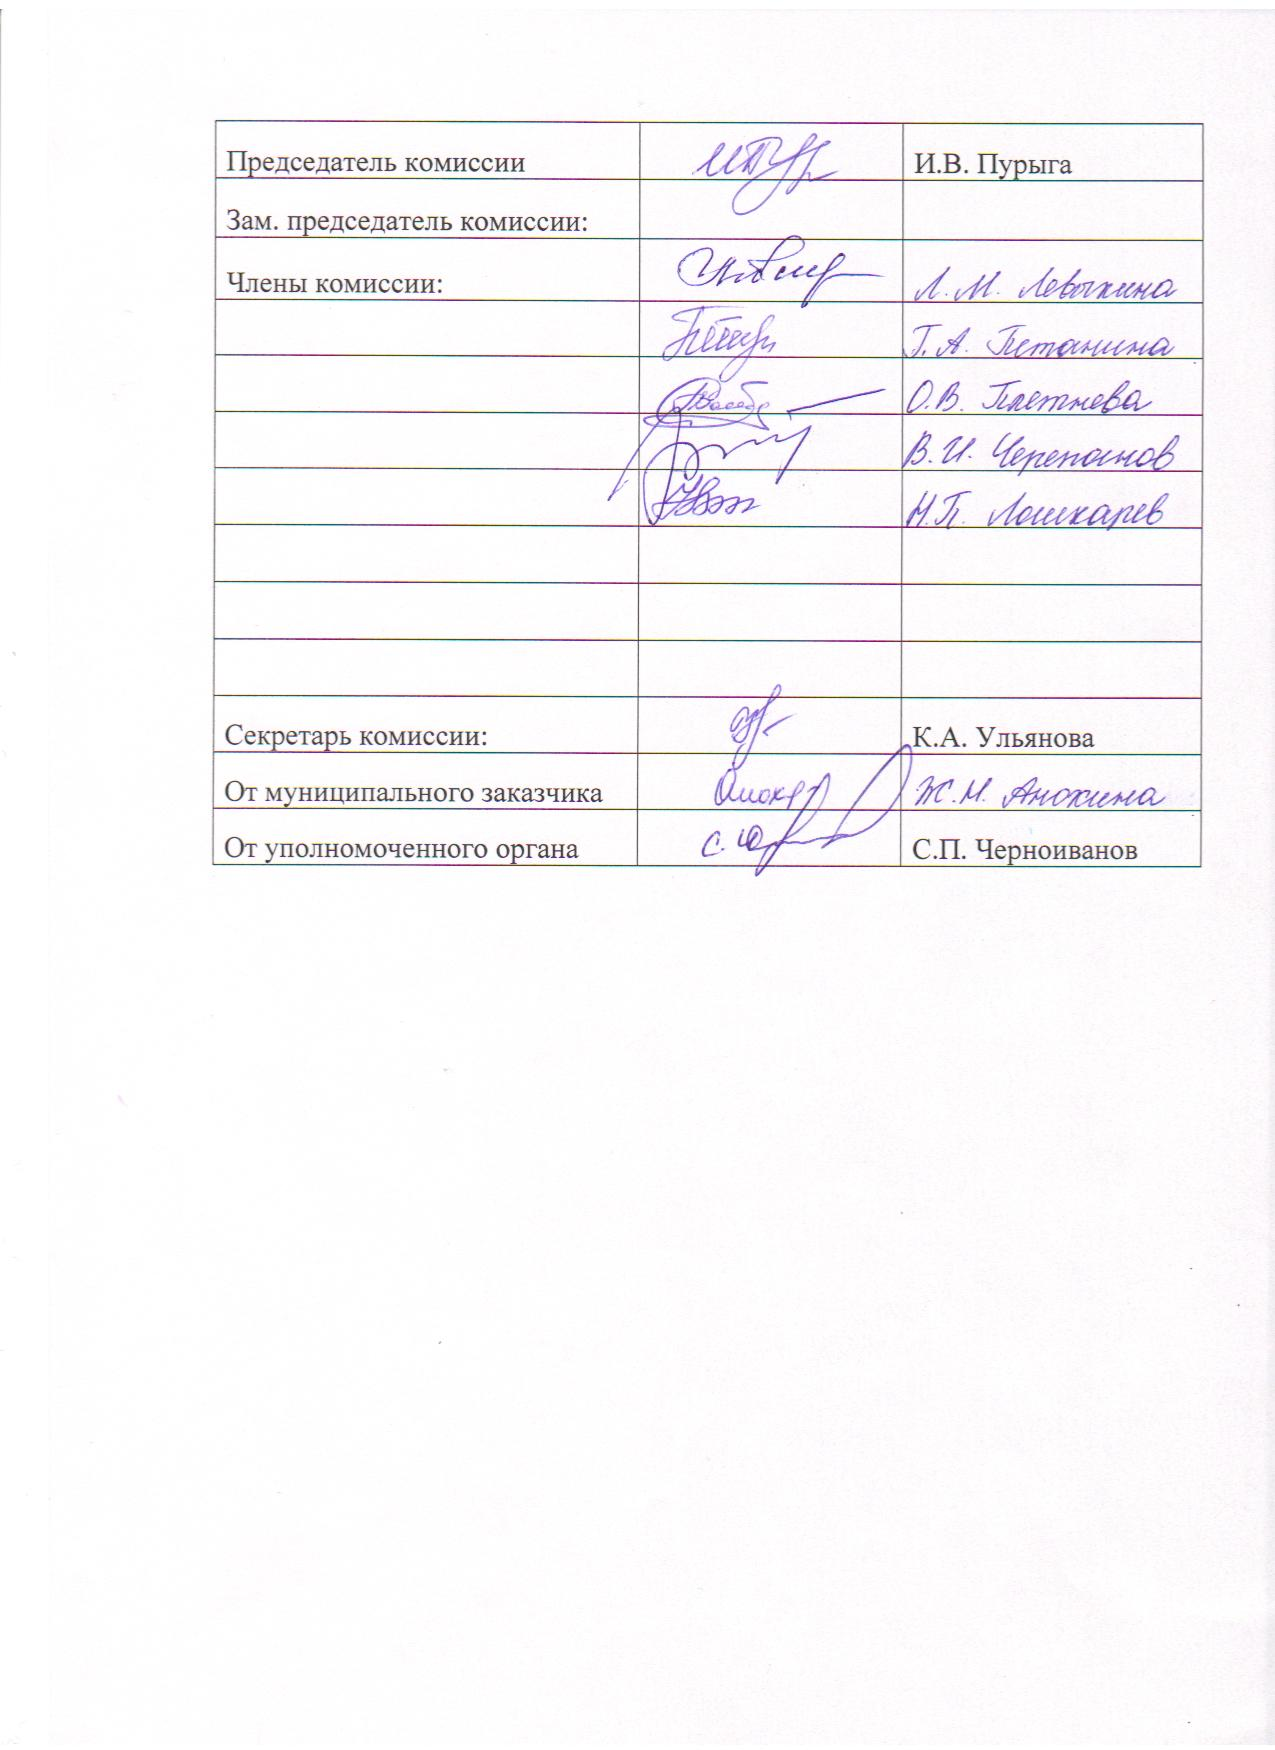 Председатель комиссии И.В. Пурыга
Зам. председатель комиссии:
Члены комиссии: Л.М. Левыкина
Г.А. Петанина
О.В. Плетнева
В.И. Черепанов
Н.П. Лошкарев
Секретарь комиссии: К.А. Ульянова
От муниципального заказчика Ж.Н. Анохина
От уполномоченного органа С.П. Черноиванов